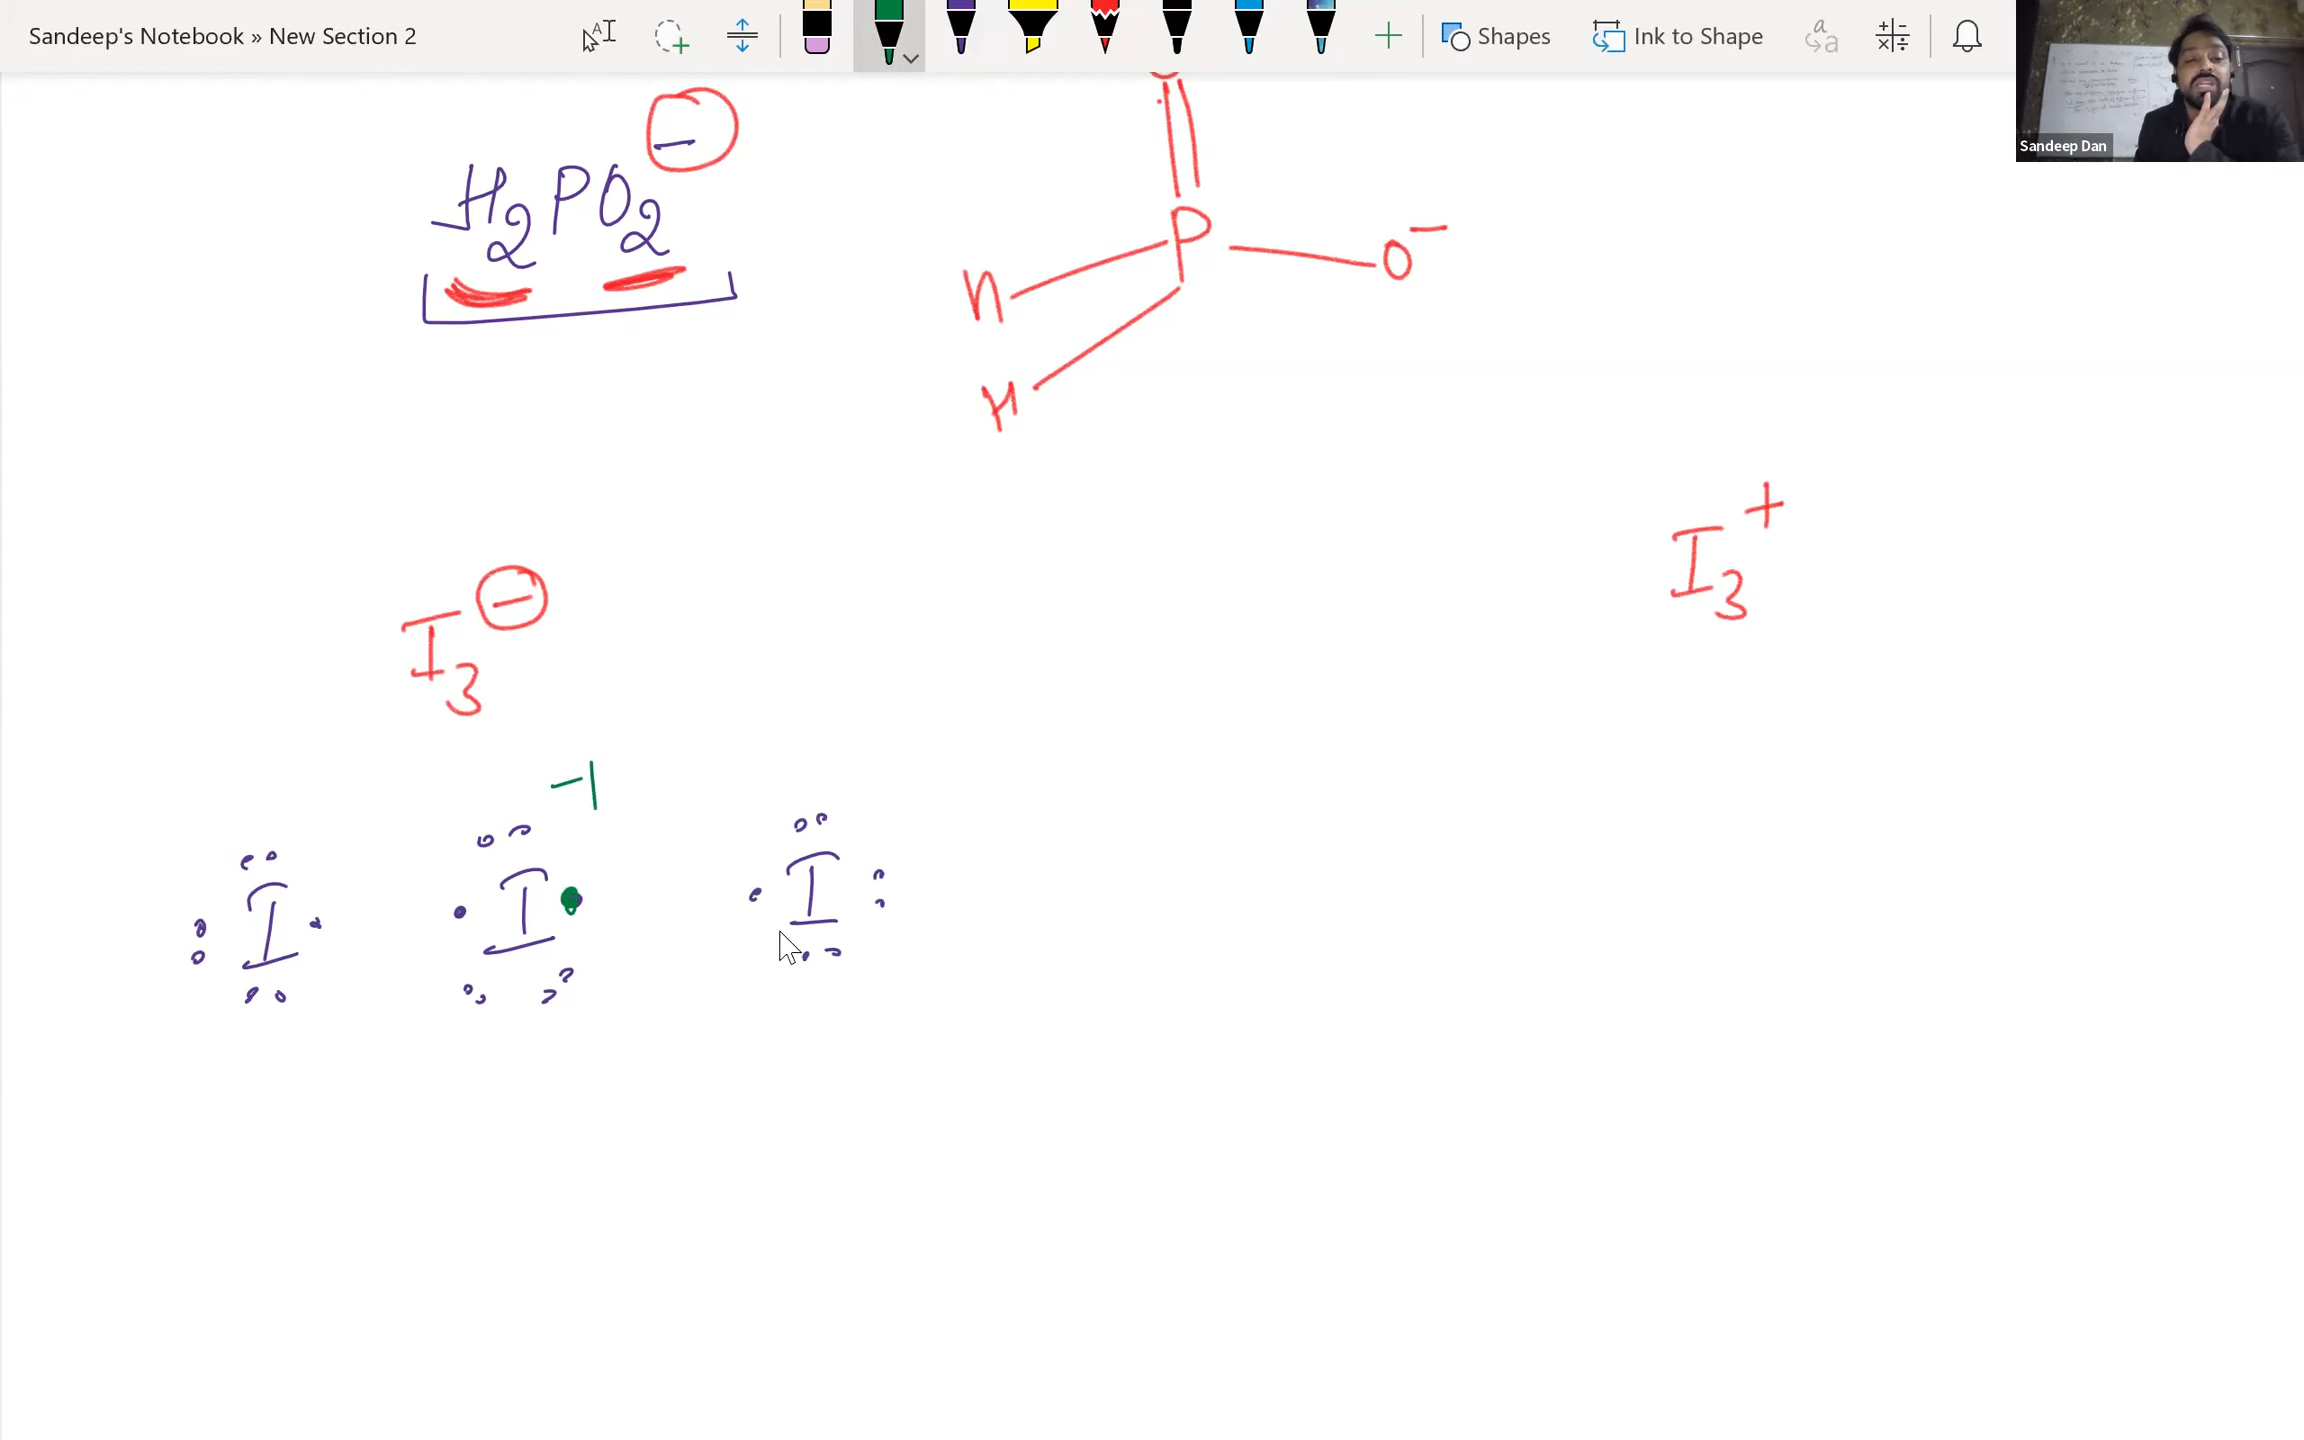 Sandeep's Notebook » New Section 2
Shapes
Ink to Shape
Sandeep Dan
H₂PO₂⁻
P
O⁻
H
H
I₃⁺
I₃⁻
-1
I I I